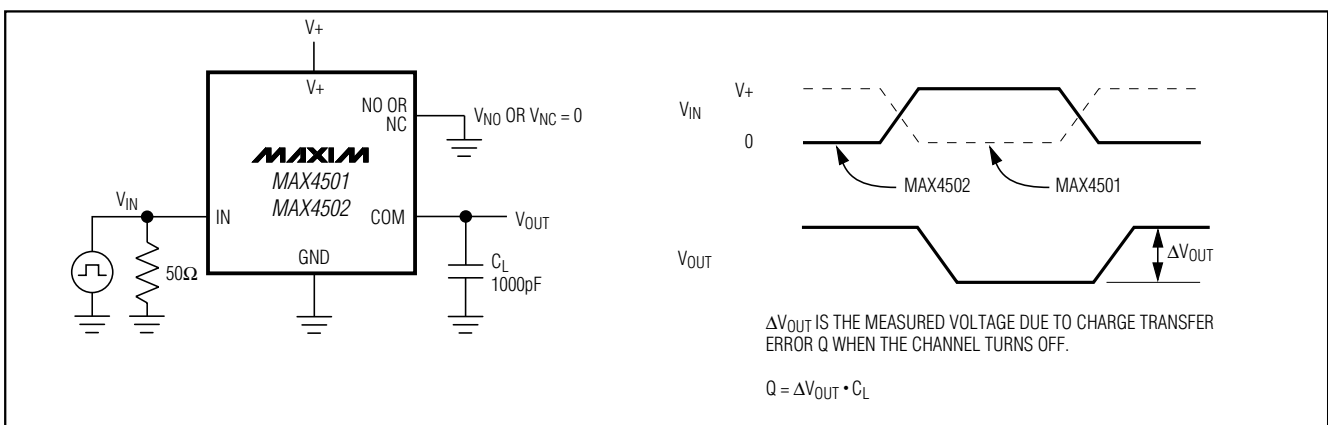 V+
V+
NO OR
NC
VNO OR VNC = 0
MAXIM
MAX4501
MAX4502
VIN
IN
COM
VOUT
50Ω
GND
CL
1000pF
VIN
V+
0
MAX4502
MAX4501
VOUT
ΔVOUT
ΔVOUT IS THE MEASURED VOLTAGE DUE TO CHARGE TRANSFER
ERROR Q WHEN THE CHANNEL TURNS OFF.
Q = ΔVOUT • CL